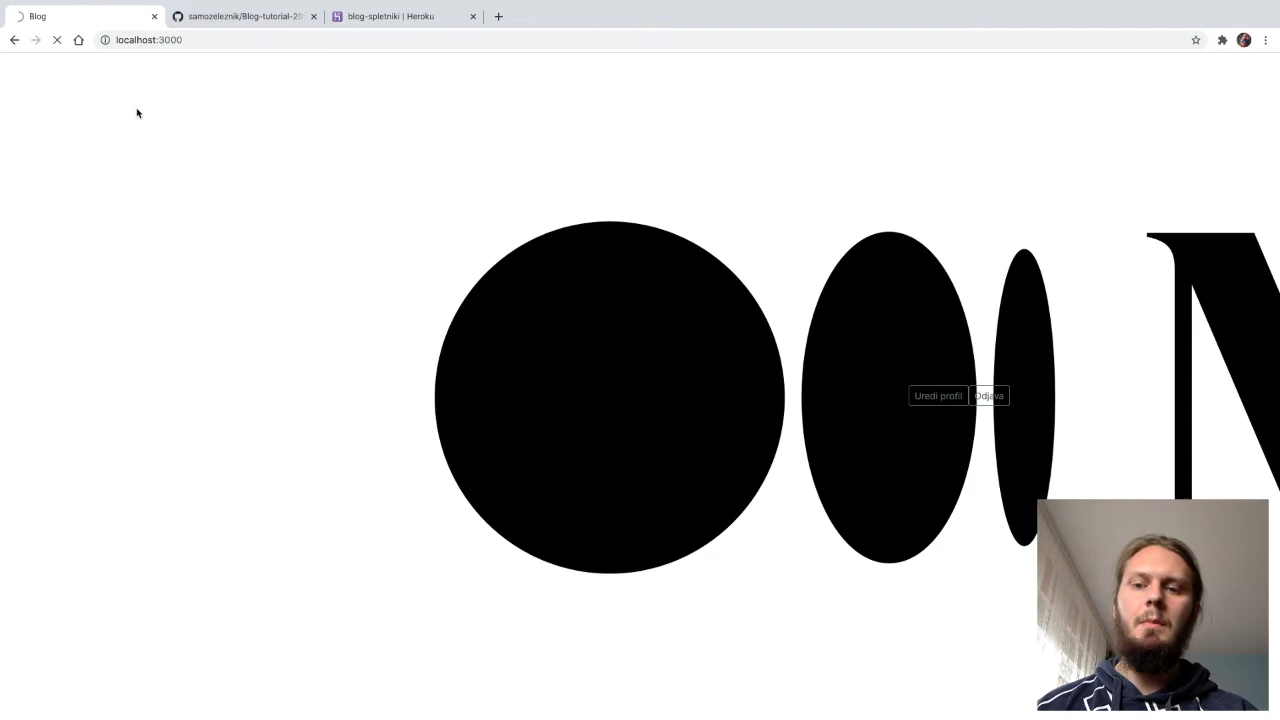 Blog
samozeleznik/Blog-tutorial-20
blog-spletniki | Heroku
localhost:3000
Uredi profil
Odjava
M